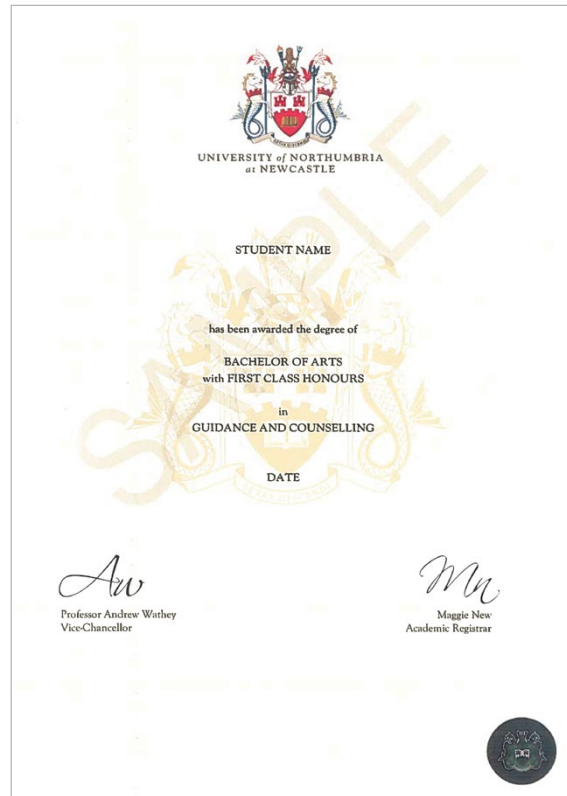 UNIVERSITY of NORTHUMBRIA
at NEWCASTLE
SAMPLE
STUDENT NAME
has been awarded the degree of
BACHELOR OF ARTS
with FIRST CLASS HONOURS
in
GUIDANCE AND COUNSELLING
DATE
Professor Andrew Wathey
Vice-Chancellor
Maggie New
Academic Registrar